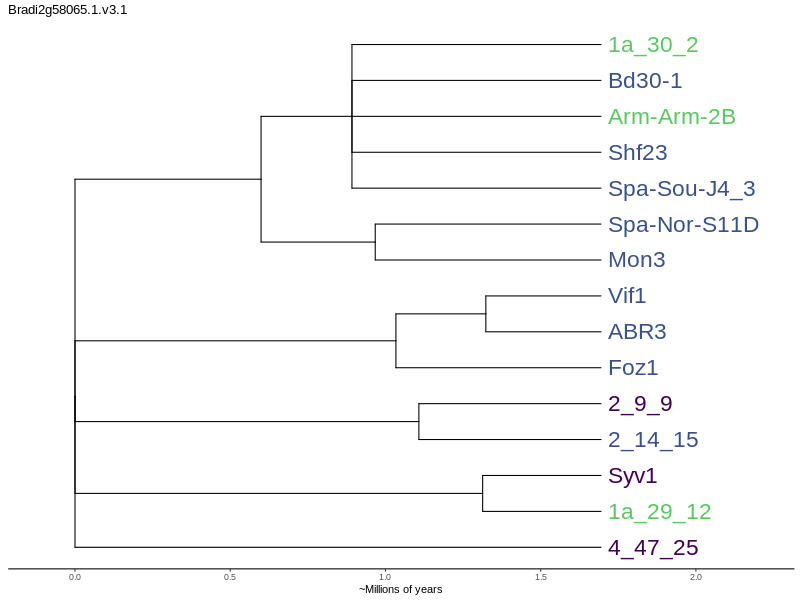 Bradi2g58065.1.v3.1
1a_30_2
Bd30-1
Arm-Arm-2B
Shf23
Spa-Sou-J4_3
Spa-Nor-S11D
Mon3
Vif1
ABR3
Foz1
2_9_9
2_14_15
Syv1
1a_29_12
4_47_25
0.0 0.5 1.0 1.5 2.0
~Millions of years